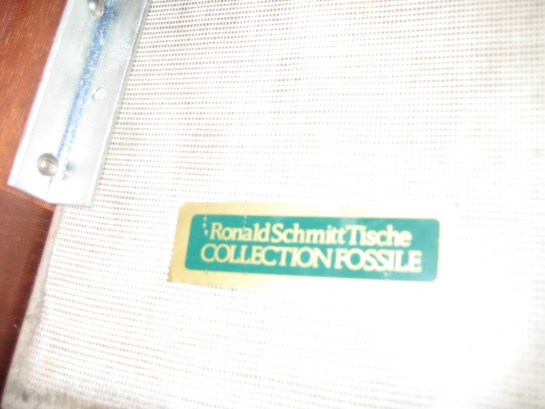 Ronald Schmitt Tische
COLLECTION FOSSILE